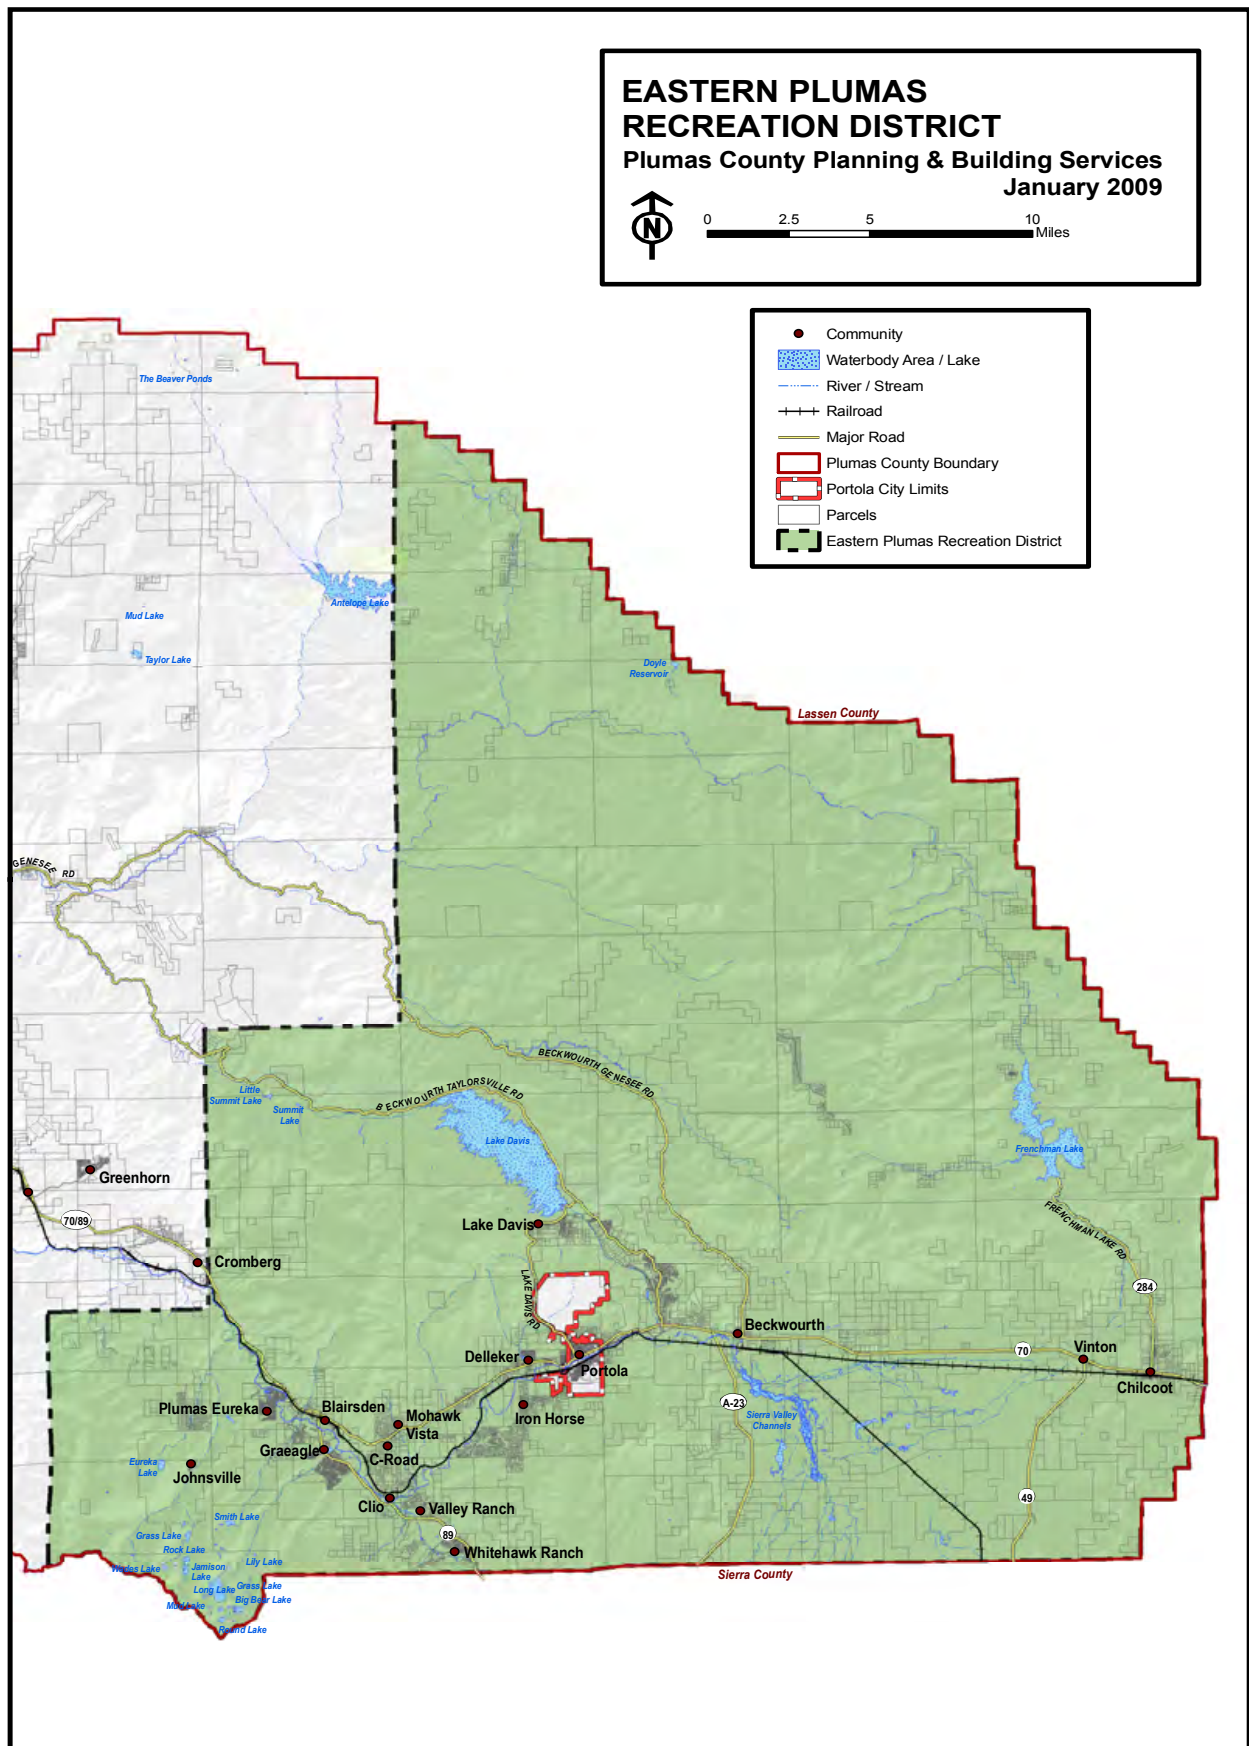 EASTERN PLUMAS
RECREATION DISTRICT
Plumas County Planning & Building Services
January 2009
N
0 2.5 5 10
Miles
Community
Waterbody Area / Lake
River / Stream
Railroad
Major Road
Plumas County Boundary
Portola City Limits
Parcels
Eastern Plumas Recreation District
The Beaver Ponds
Antelope Lake
Mud Lake
Taylor Lake
Doyle
Reservoir
Lassen County
GENESEE RD
BECKWOURTH GENESEE RD
BECKWOURTH TAYLORSVILLE RD
Little
Summit Lake
Summit
Lake
Lake Davis
Frenchman Lake
Greenhorn
70/89
Lake Davis
FRENCHMAN LAKE RD
Cromberg
LAKE DAVIS RD
284
Beckwourth
70
Vinton
Delleker
Portola
Chilcoot
Plumas Eureka
Blairsden
Mohawk
Vista
Iron Horse
A-23
Sierra Valley
Channels
Graeagle
C-Road
Eureka
Lake
Johnsville
Clio
Valley Ranch
49
Smith Lake
89
Grass Lake
Rock Lake
Whitehawk Ranch
Wades Lake
Jamison
Lake
Lily Lake
Sierra County
Long Lake
Grass Lake
Big Bear Lake
Mud Lake
Round Lake